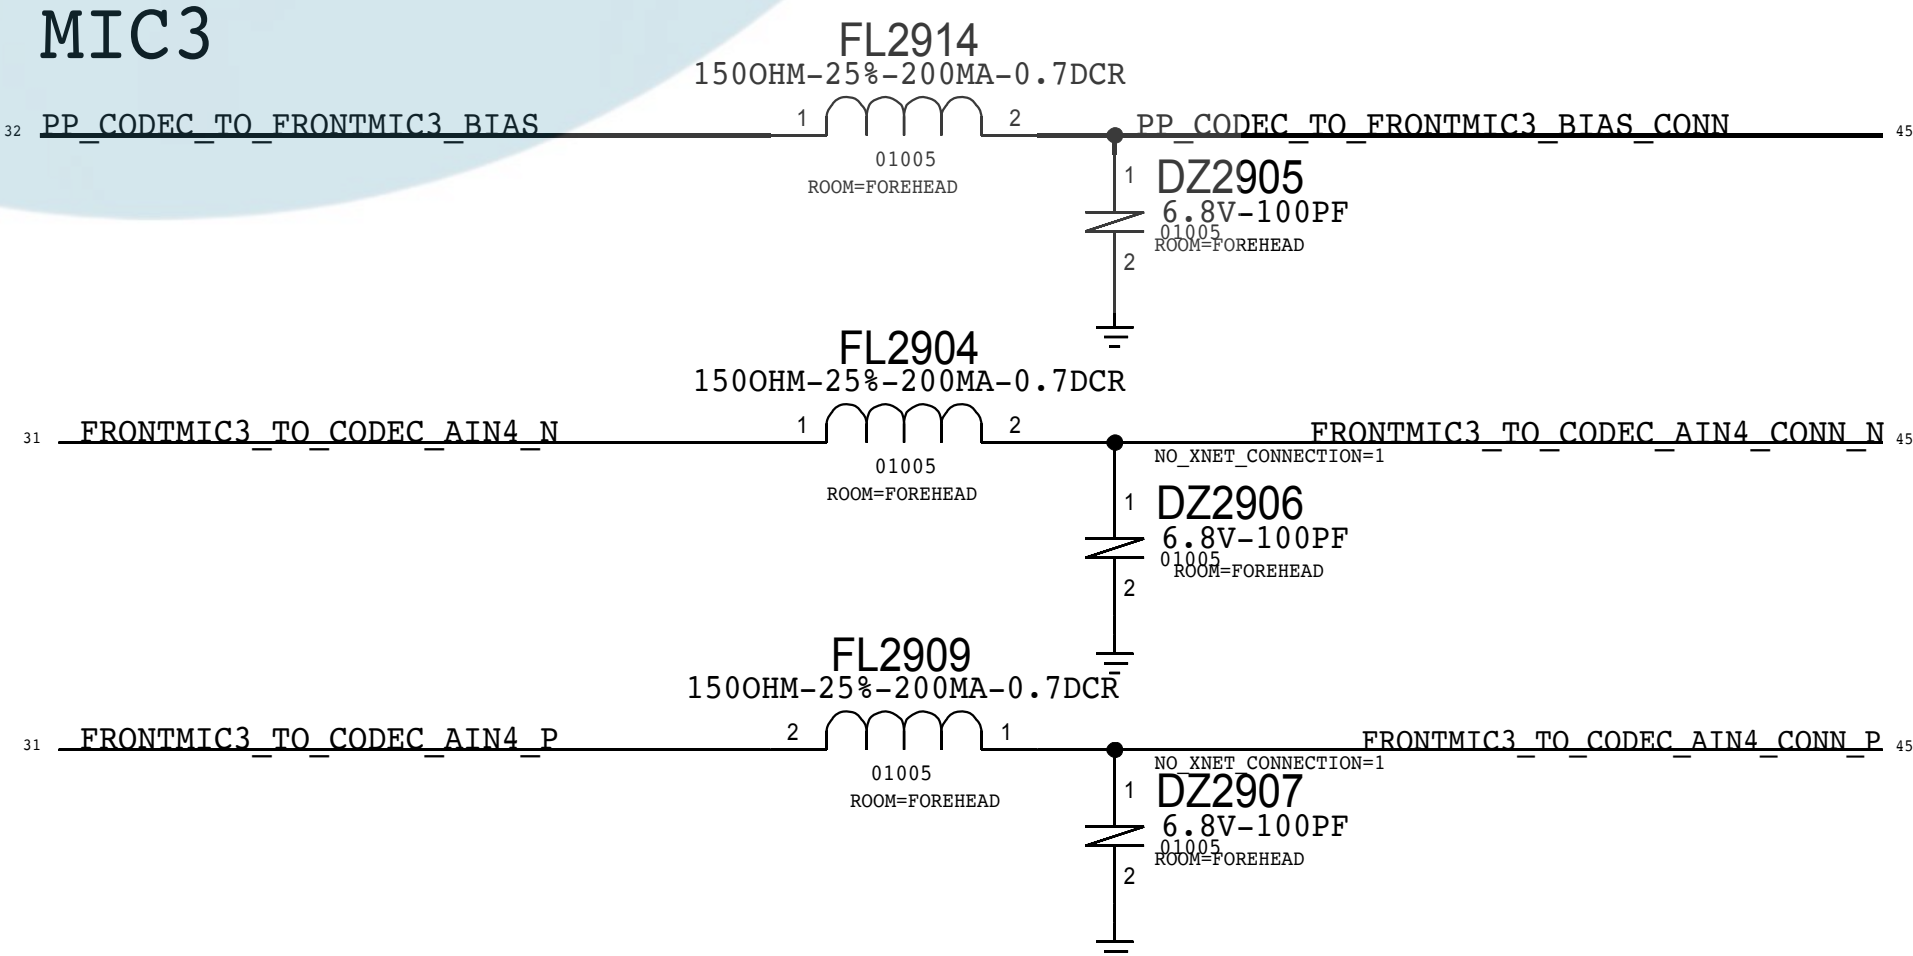 MIC3
FL2914
150OHM-25%-200MA-0.7DCR
32 PP_CODEC_TO_FRONTMIC3_BIAS 1 2 PP_CODEC_TO_FRONTMIC3_BIAS_CONN 45
01005
ROOM=FOREHEAD
1 DZ2905
6.8V-100PF
01005
ROOM=FOREHEAD
2
FL2904
150OHM-25%-200MA-0.7DCR
31 FRONTMIC3_TO_CODEC_AIN4_N 1 2 FRONTMIC3_TO_CODEC_AIN4_CONN_N 45
NO_XNET_CONNECTION=1
01005
ROOM=FOREHEAD
1 DZ2906
6.8V-100PF
01005
ROOM=FOREHEAD
2
FL2909
150OHM-25%-200MA-0.7DCR
31 FRONTMIC3_TO_CODEC_AIN4_P 2 1 FRONTMIC3_TO_CODEC_AIN4_CONN_P 45
NO_XNET_CONNECTION=1
01005
ROOM=FOREHEAD
1 DZ2907
6.8V-100PF
01005
ROOM=FOREHEAD
2